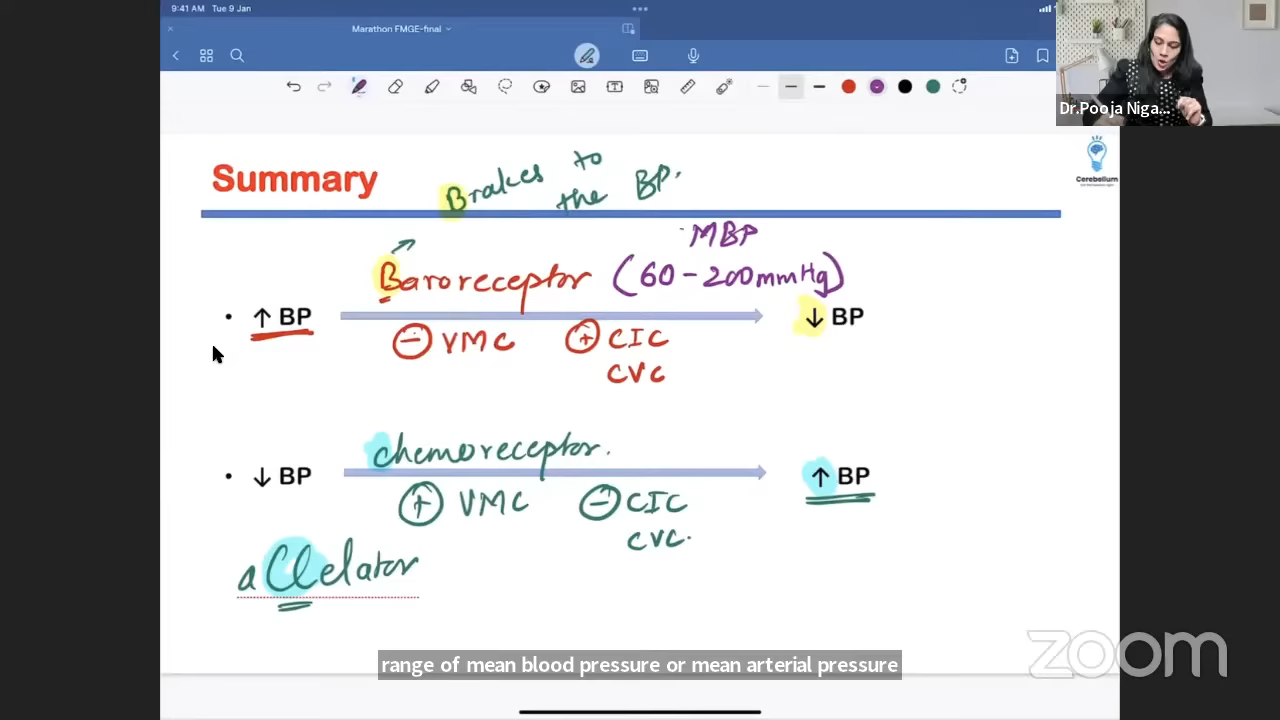 9:41 AM Tue 9 Jan
Marathon FMGE-final
Dr.Pooja Niga...
Cerebellum
Summary
Brakes to the BP.
MBP
Baroreceptor (60-200mmHg)
• ↑ BP
↓ BP
⊖ VMC ⊕ CIC
CVC
chemoreceptor.
• ↓ BP
↑ BP
⊕ VMC ⊖ CIC
CVC.
aCCelator
range of mean blood pressure or mean arterial pressure
zoom